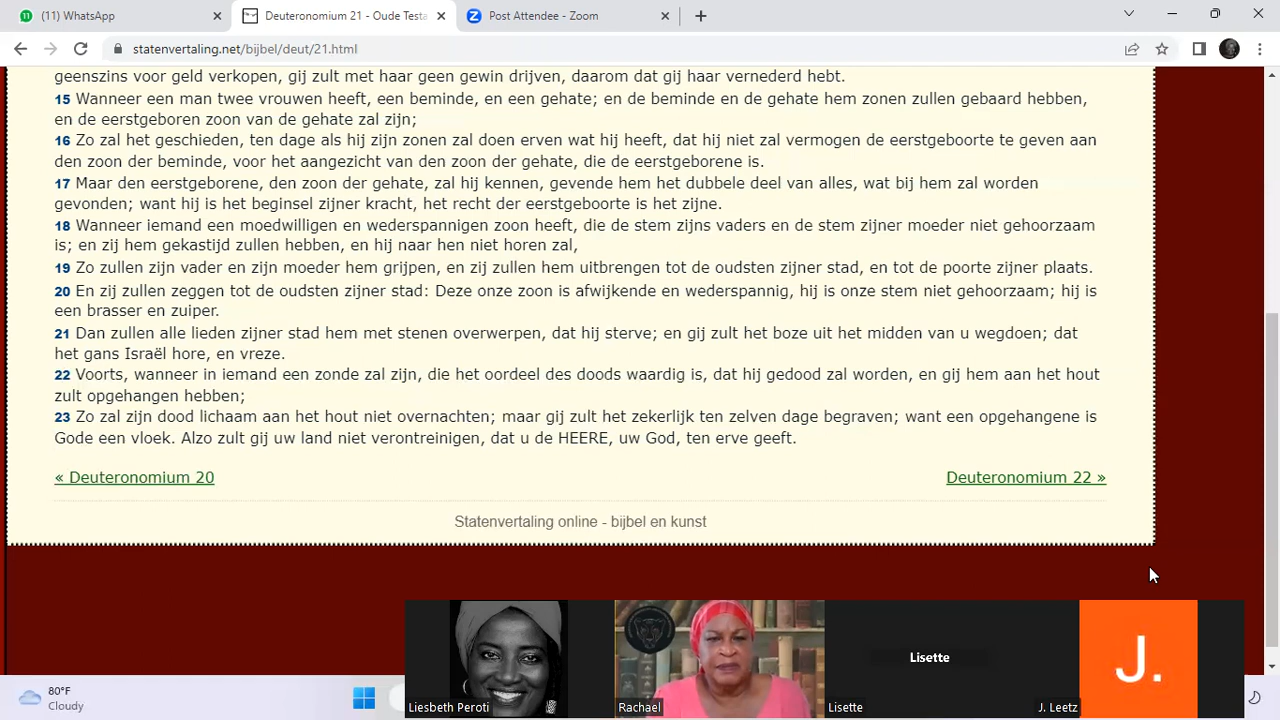 (11) WhatsApp
Deuteronomium 21 - Oude Testa
Post Attendee - Zoom
statenvertaling.net/bijbel/deut/21.html
geenszins voor geld verkopen, gij zult met haar geen gewin drijven, daarom dat gij haar vernederd hebt.
15 Wanneer een man twee vrouwen heeft, een beminde, en een gehate; en de beminde en de gehate hem zonen zullen gebaard hebben,
en de eerstgeboren zoon van de gehate zal zijn;
16 Zo zal het geschieden, ten dage als hij zijn zonen zal doen erven wat hij heeft, dat hij niet zal vermogen de eerstgeboorte te geven aan
den zoon der beminde, voor het aangezicht van den zoon der gehate, die de eerstgeborene is.
17 Maar den eerstgeborene, den zoon der gehate, zal hij kennen, gevende hem het dubbele deel van alles, wat bij hem zal worden
gevonden; want hij is het beginsel zijner kracht, het recht der eerstgeboorte is het zijne.
18 Wanneer iemand een moedwilligen en wederspannigen zoon heeft, die de stem zijns vaders en de stem zijner moeder niet gehoorzaam
is; en zij hem gekastijd zullen hebben, en hij naar hen niet horen zal,
19 Zo zullen zijn vader en zijn moeder hem grijpen, en zij zullen hem uitbrengen tot de oudsten zijner stad, en tot de poorte zijner plaats.
20 En zij zullen zeggen tot de oudsten zijner stad: Deze onze zoon is afwijkende en wederspannig, hij is onze stem niet gehoorzaam; hij is
een brasser en zuiper.
21 Dan zullen alle lieden zijner stad hem met stenen overwerpen, dat hij sterve; en gij zult het boze uit het midden van u wegdoen; dat
het gans Israël hore, en vreze.
22 Voorts, wanneer in iemand een zonde zal zijn, die het oordeel des doods waardig is, dat hij gedood zal worden, en gij hem aan het hout
zult opgehangen hebben;
23 Zo zal zijn dood lichaam aan het hout niet overnachten; maar gij zult het zekerlijk ten zelven dage begraven; want een opgehangene is
Gode een vloek. Alzo zult gij uw land niet verontreinigen, dat u de HEERE, uw God, ten erve geeft.
« Deuteronomium 20
Deuteronomium 22 »
Statenvertaling online - bijbel en kunst
Lisette
J.
80°F
Cloudy
Liesbeth Peroti
Rachael
Lisette
J. Leetz